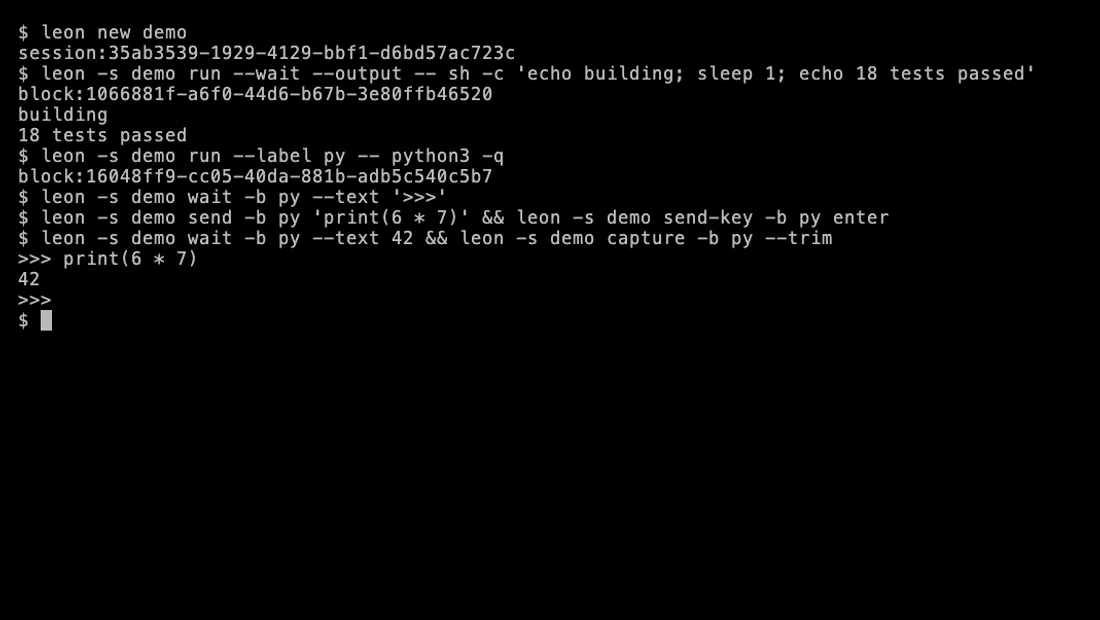 $ leon new demo
session:35ab3539-1929-4129-bbf1-d6bd57ac723c
$ leon -s demo run --wait --output -- sh -c 'echo building; sleep 1; echo 18 tests passed'
block:1066881f-a6f0-44d6-b67b-3e80ffb46520
building
18 tests passed
$ leon -s demo run --label py -- python3 -q
block:16048ff9-cc05-40da-881b-adb5c540c5b7
$ leon -s demo wait -b py --text '>>>'
$ leon -s demo send -b py 'print(6 * 7)' && leon -s demo send-key -b py enter
$ leon -s demo wait -b py --text 42 && leon -s demo capture -b py --trim
>>> print(6 * 7)
42
>>>
$